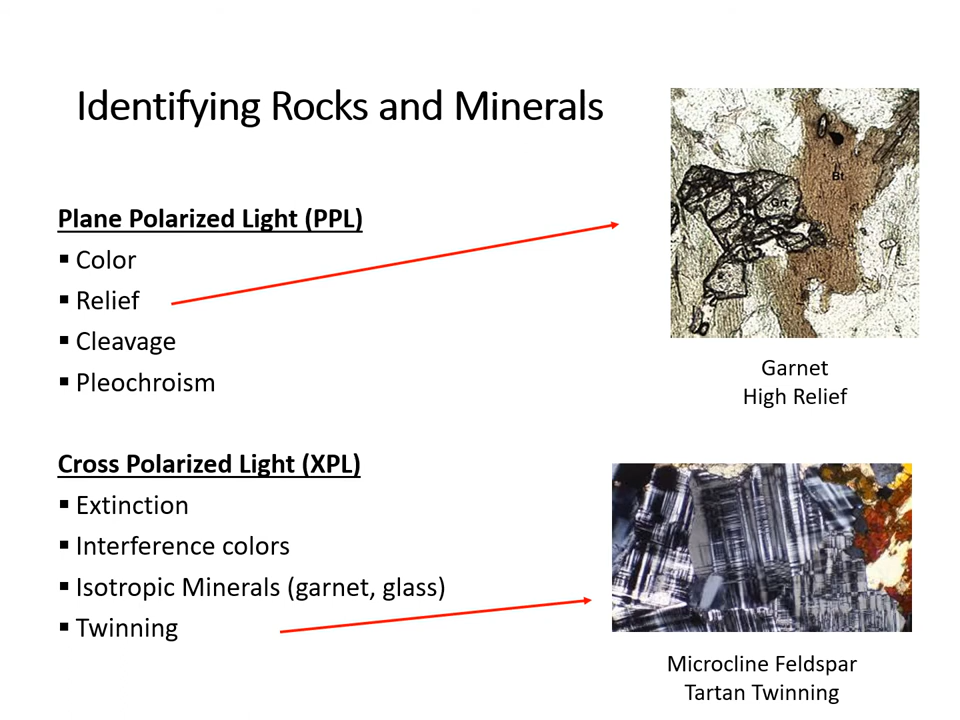 Identifying Rocks and Minerals
Plane Polarized Light (PPL)
▪ Color
▪ Relief
▪ Cleavage
▪ Pleochroism
Bt
Grt
Garnet
High Relief
Cross Polarized Light (XPL)
▪ Extinction
▪ Interference colors
▪ Isotropic Minerals (garnet, glass)
▪ Twinning
Microcline Feldspar
Tartan Twinning